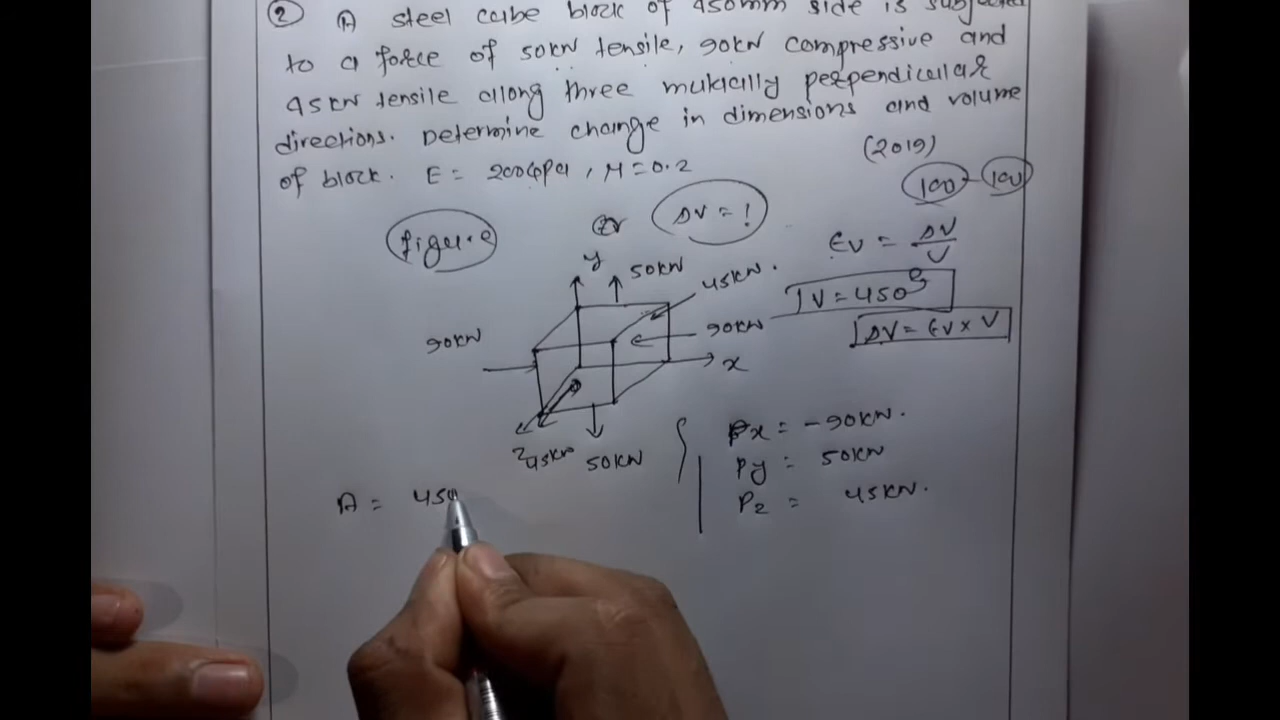 ② A steel cube block of 450mm side is subjected
to a force of 50KN tensile, 90KN compressive and
45KN tensile along three mutually perpendicular
directions. Determine change in dimensions and volume
of block. E = 200GPa, μ = 0.2
(2019)
100 - 100
figure
ΔV = !
εv = ΔV/V
V = 450³
ΔV = εv × V
y
50KN
45KN.
90KN
90KN
x
z
45KN
50KN
Px = -90KN.
Py = 50KN
Pz = 45KN.
A = 450